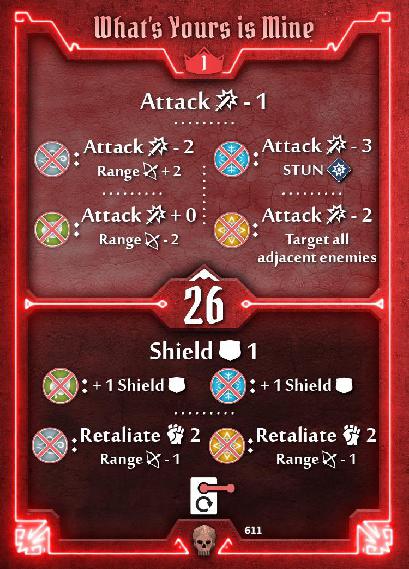 What's Yours is Mine
1
Attack - 1
: Attack - 2
Range + 2
: Attack - 3
STUN
: Attack + 0
Range - 2
: Attack - 2
Target all
adjacent enemies
26
Shield 1
: + 1 Shield
: + 1 Shield
: Retaliate 2
Range - 1
: Retaliate 2
Range - 1
611